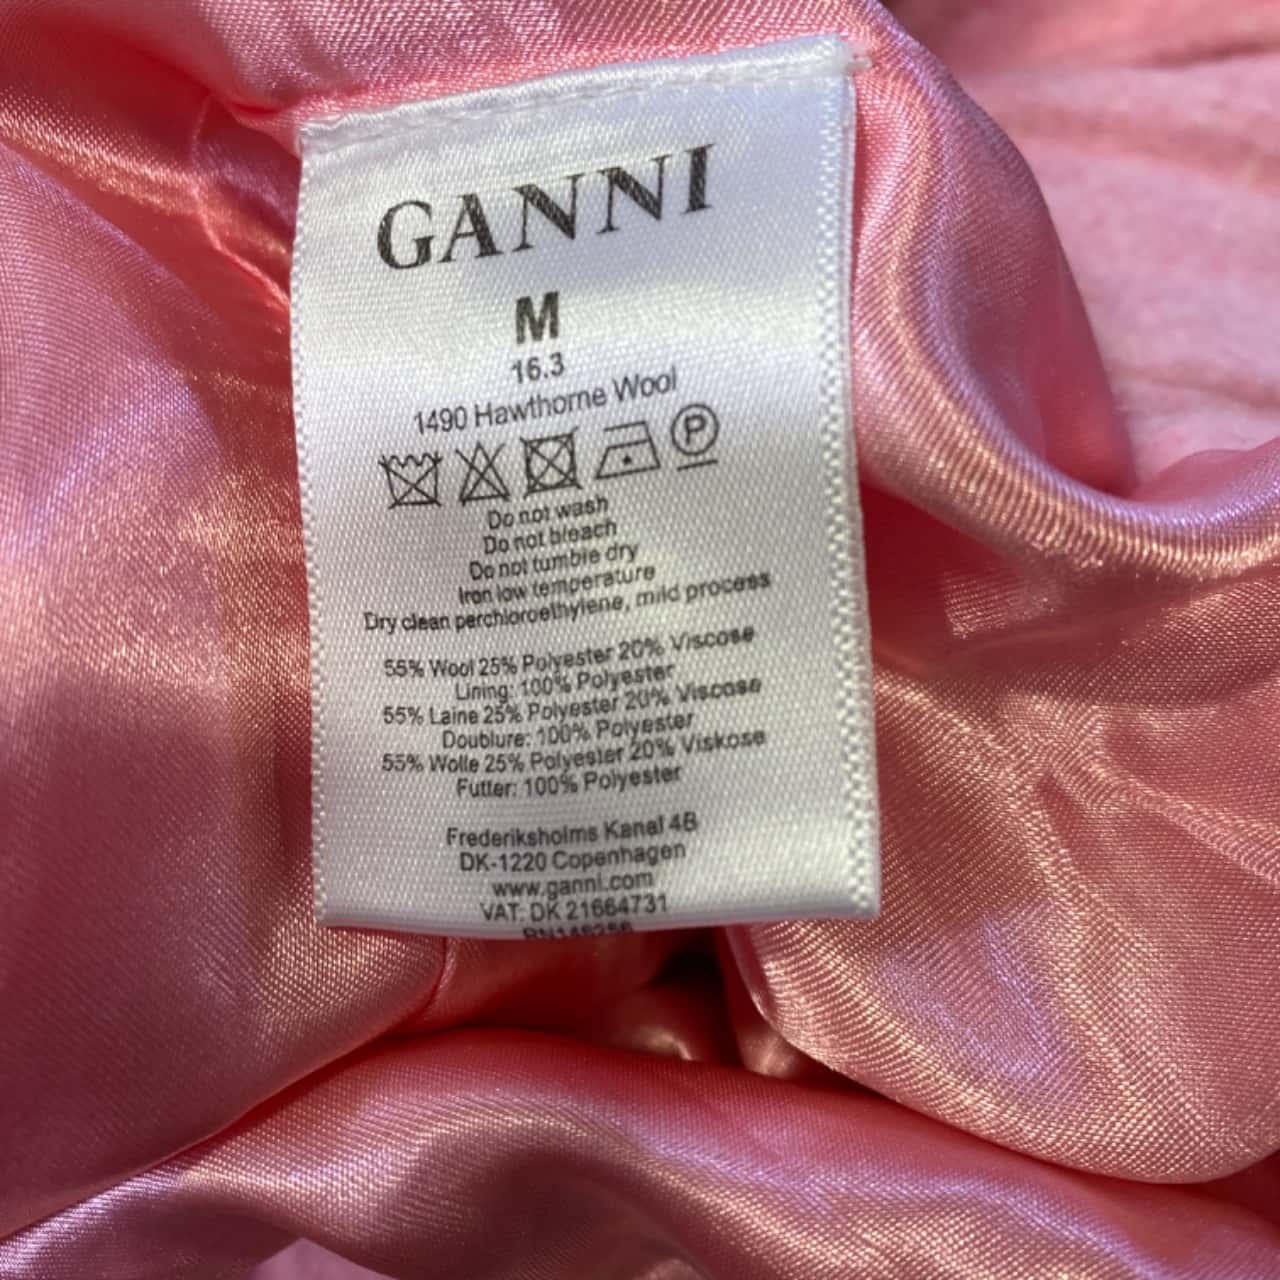 GANNI
M
16.3
1490 Hawthorne Wool
P
Do not wash
Do not bleach
Do not tumble dry
Iron low temperature
Dry clean perchloroethylene, mild process
55% Wool 25% Polyester 20% Viscose
Lining: 100% Polyester
55% Laine 25% Polyester 20% Viscose
Doublure: 100% Polyester
55% Wolle 25% Polyester 20% Viskose
Futter: 100% Polyester
Frederiksholms Kanal 4B
DK-1220 Copenhagen
www.ganni.com
VAT: DK 21664731